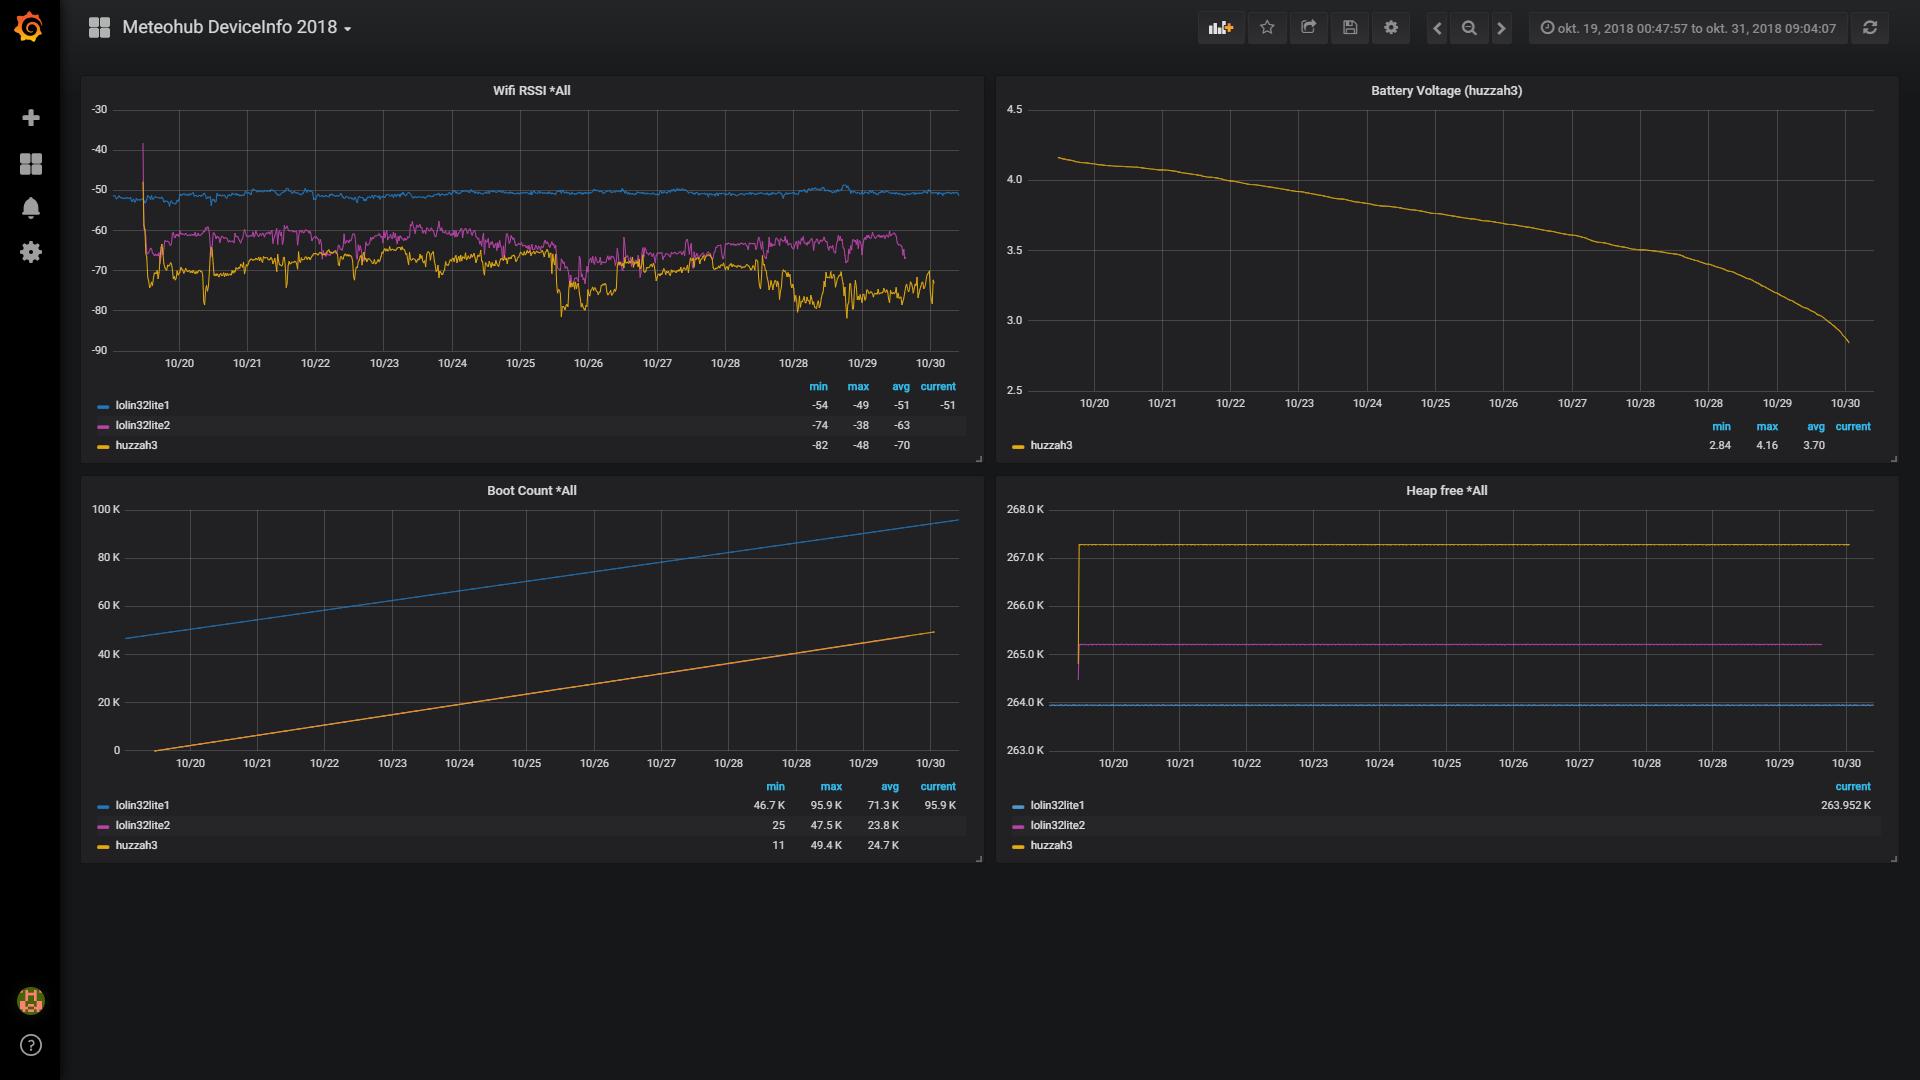 Meteohub DeviceInfo 2018
okt. 19, 2018 00:47:57 to okt. 31, 2018 09:04:07
Wifi RSSI *All
-30
-40
-50
-60
-70
-80
-90
10/20 10/21 10/22 10/23 10/24 10/25 10/26 10/27 10/28 10/28 10/29 10/30
min max avg current
lolin32lite1 -54 -49 -51 -51
lolin32lite2 -74 -38 -63
huzzah3 -82 -48 -70
Battery Voltage (huzzah3)
4.5
4.0
3.5
3.0
2.5
10/20 10/21 10/22 10/23 10/24 10/25 10/26 10/27 10/28 10/28 10/29 10/30
min max avg current
huzzah3 2.84 4.16 3.70
Boot Count *All
100 K
80 K
60 K
40 K
20 K
0
10/20 10/21 10/22 10/23 10/24 10/25 10/26 10/27 10/28 10/28 10/29 10/30
min max avg current
lolin32lite1 46.7 K 95.9 K 71.3 K 95.9 K
lolin32lite2 25 47.5 K 23.8 K
huzzah3 11 49.4 K 24.7 K
Heap free *All
268.0 K
267.0 K
266.0 K
265.0 K
264.0 K
263.0 K
10/20 10/21 10/22 10/23 10/24 10/25 10/26 10/27 10/28 10/28 10/29 10/30
current
lolin32lite1 263.952 K
lolin32lite2
huzzah3